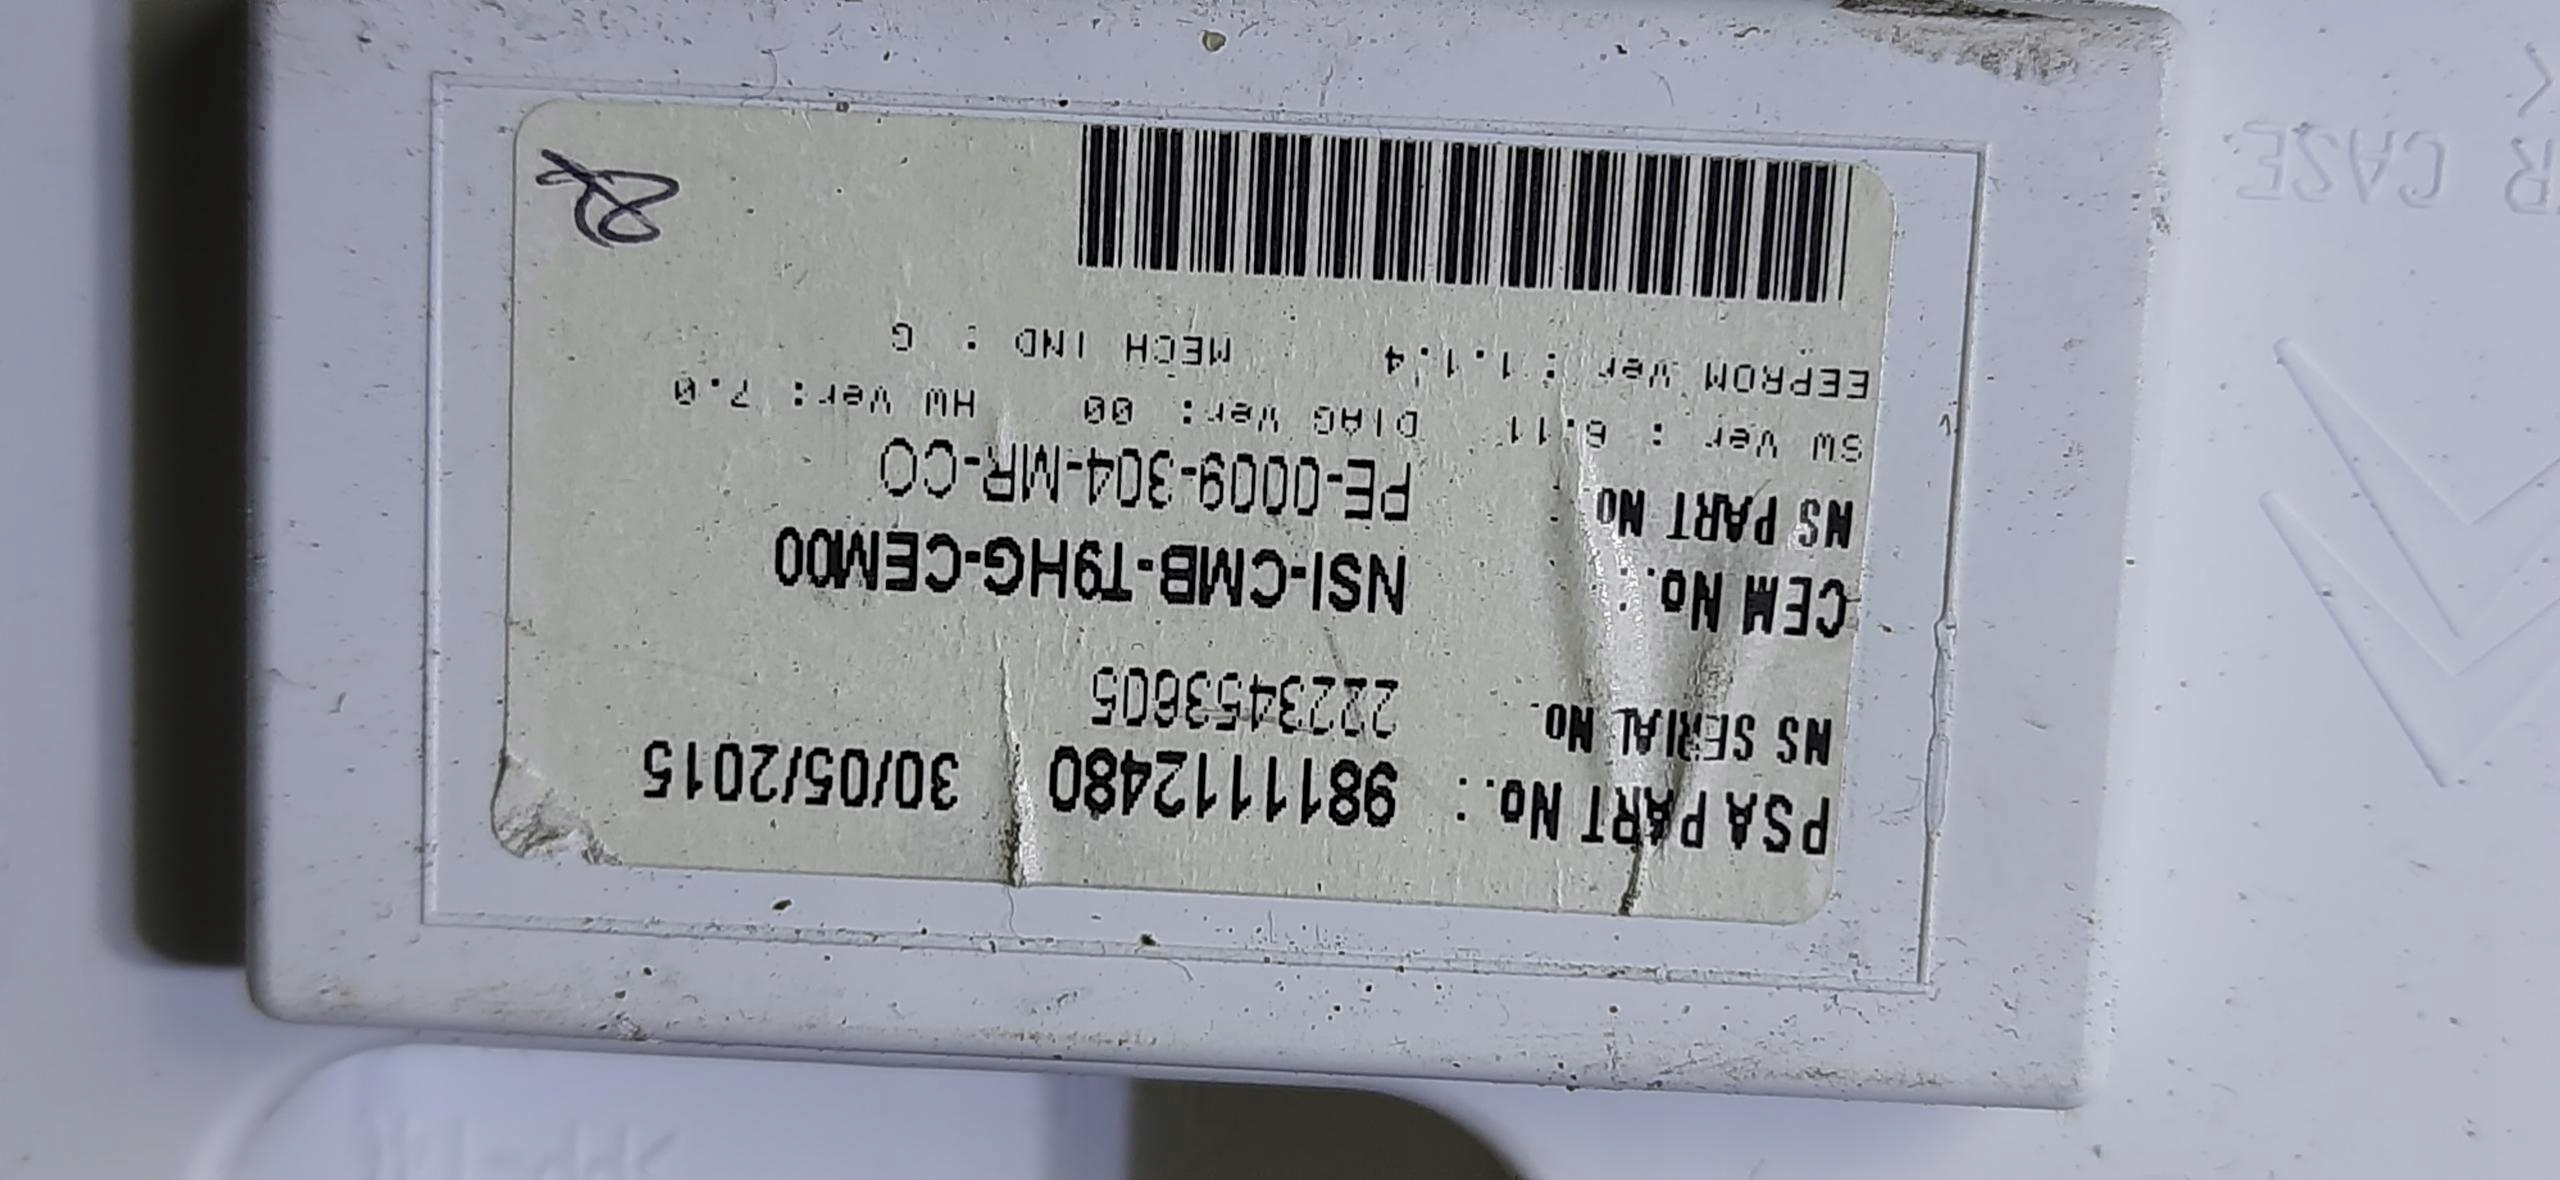 PSA PART No. : 981112480 30/05/2015
NS SERIAL No. 2223453605
CEM No. : NSI-CMB-T9HG-CEM00
NS PART No PE-0009-304-MR-CO
SW Ver : 6.11 DIAG Ver: 00 HW Ver: 7.0
EEPROM Ver : 1.1.4 MECH IND : G
R CASE